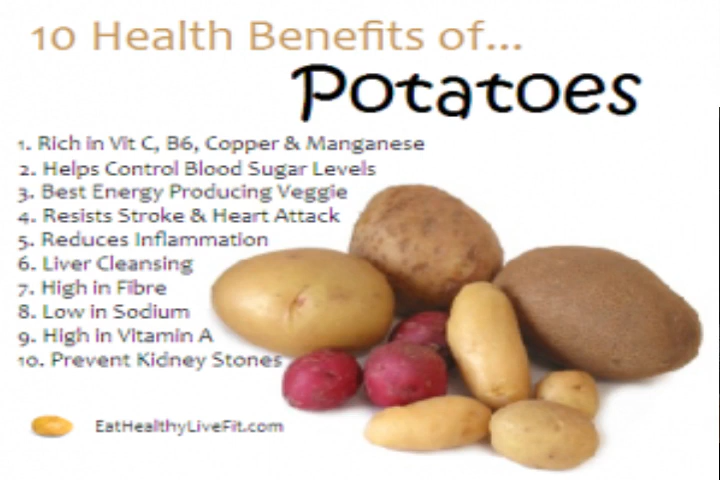 10 Health Benefits of...
Potatoes
1. Rich in Vit C, B6, Copper & Manganese
2. Helps Control Blood Sugar Levels
3. Best Energy Producing Veggie
4. Resists Stroke & Heart Attack
5. Reduces Inflammation
6. Liver Cleansing
7. High in Fibre
8. Low in Sodium
9. High in Vitamin A
10. Prevent Kidney Stones
EatHealthyLiveFit.com